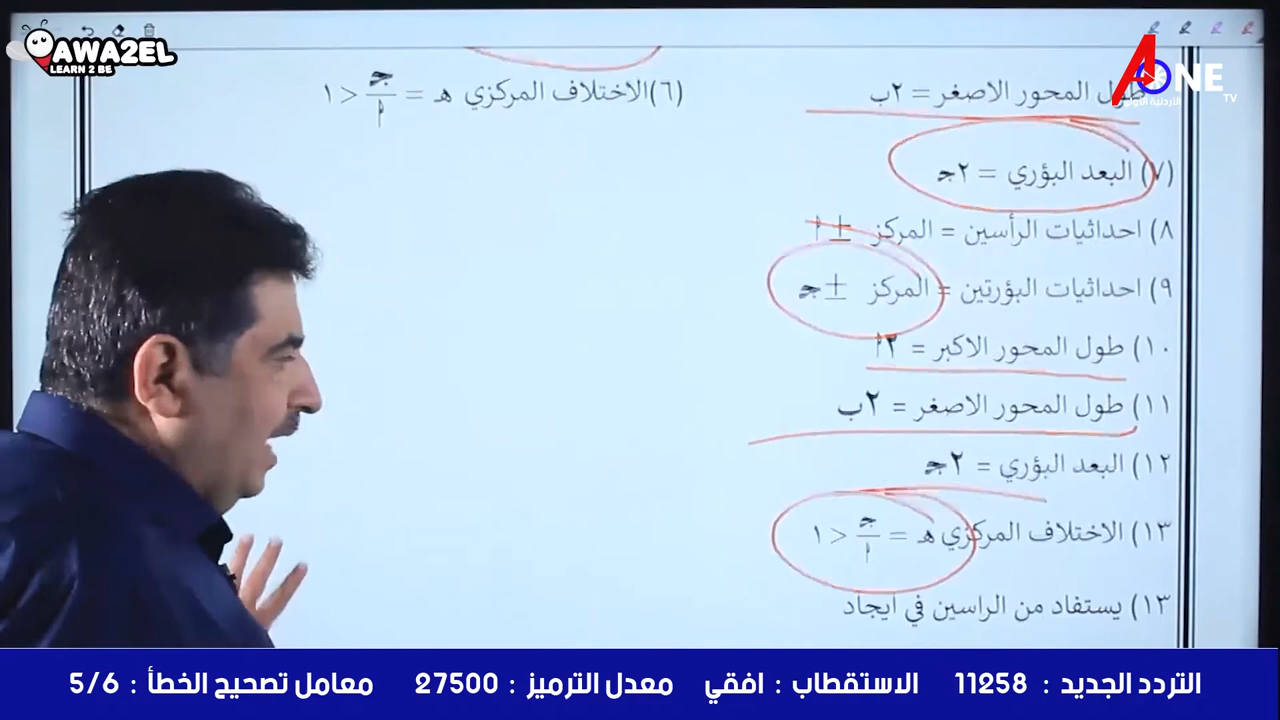 AWA2EL
LEARN 2 BE
A ONE TV
الأردنية الأولى
طول المحور الاصغر = ٢ب
٦) الاختلاف المركزي هـ = جـ/أ < ١
٧) البعد البؤري = ٢جـ
٨) احداثيات الرأسين = المركز ± أ
٩) احداثيات البؤرتين = المركز ± جـ
١٠) طول المحور الاكبر = ٢أ
١١) طول المحور الاصغر = ٢ب
١٢) البعد البؤري = ٢جـ
١٣) الاختلاف المركزي هـ = جـ/أ < ١
١٣) يستفاد من الراسين في ايجاد
التردد الجديد : 11258 الاستقطاب : افقي معدل الترميز : 27500 معامل تصحيح الخطأ : 5/6